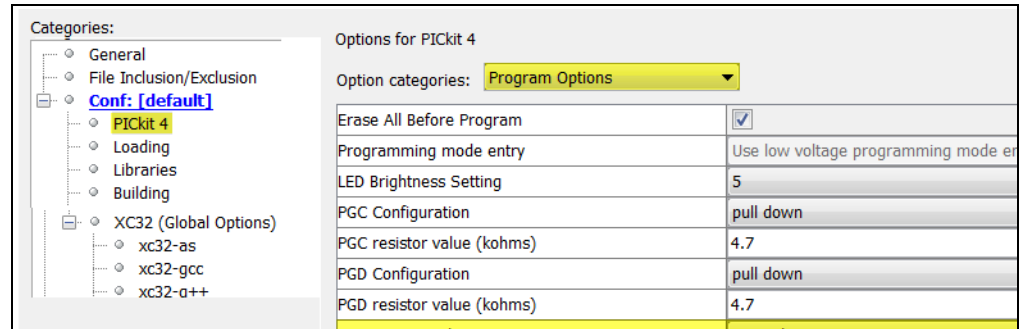 Categories:
General
File Inclusion/Exclusion
Conf: [default]
PICkit 4
Loading
Libraries
Building
XC32 (Global Options)
xc32-as
xc32-gcc
xc32-g++
Options for PICkit 4
Option categories: Program Options
Erase All Before Program
Programming mode entry Use low voltage programming mode
LED Brightness Setting 5
PGC Configuration pull down
PGC resistor value (kohms) 4.7
PGD Configuration pull down
PGD resistor value (kohms) 4.7